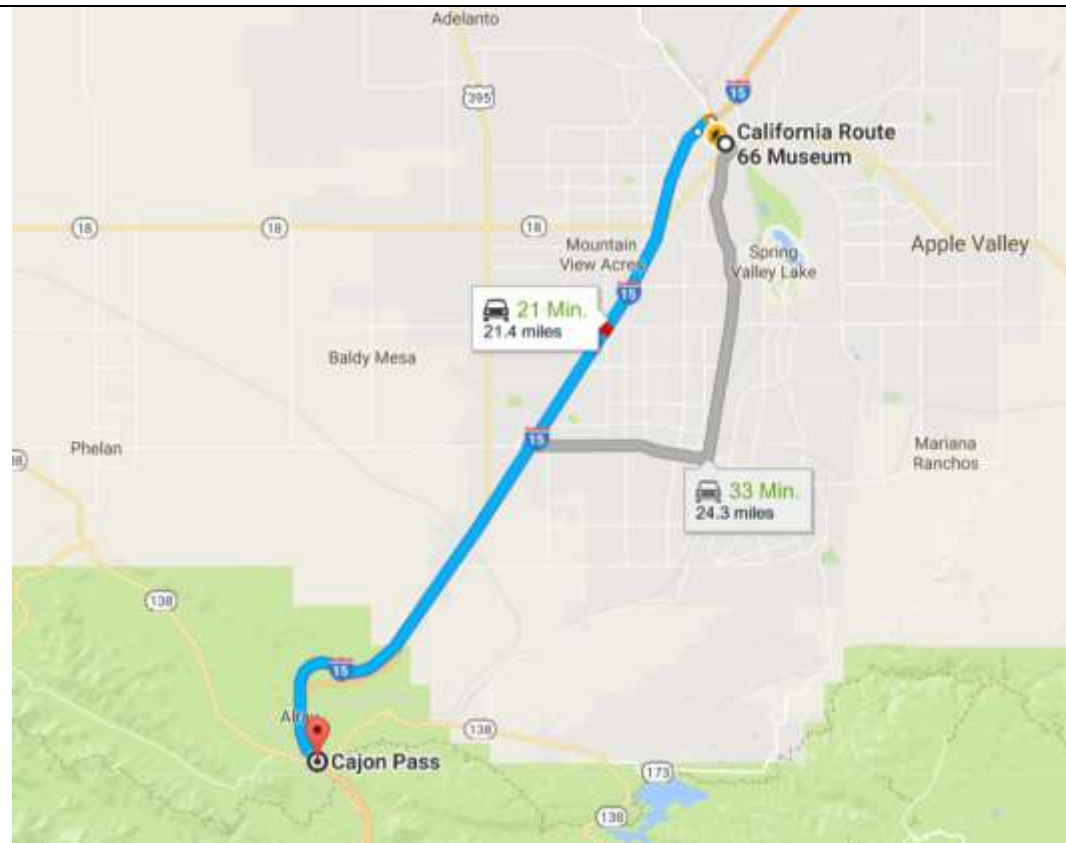 Adelanto
395
15
California Route
66 Museum
18
18
18
Mountain
View Acres
Spring
Valley Lake
Apple Valley
15
21 Min.
21.4 miles
Baldy Mesa
15
Phelan
Mariana
Ranchos
33 Min.
24.3 miles
138
15
138
Cajon Pass
173
138